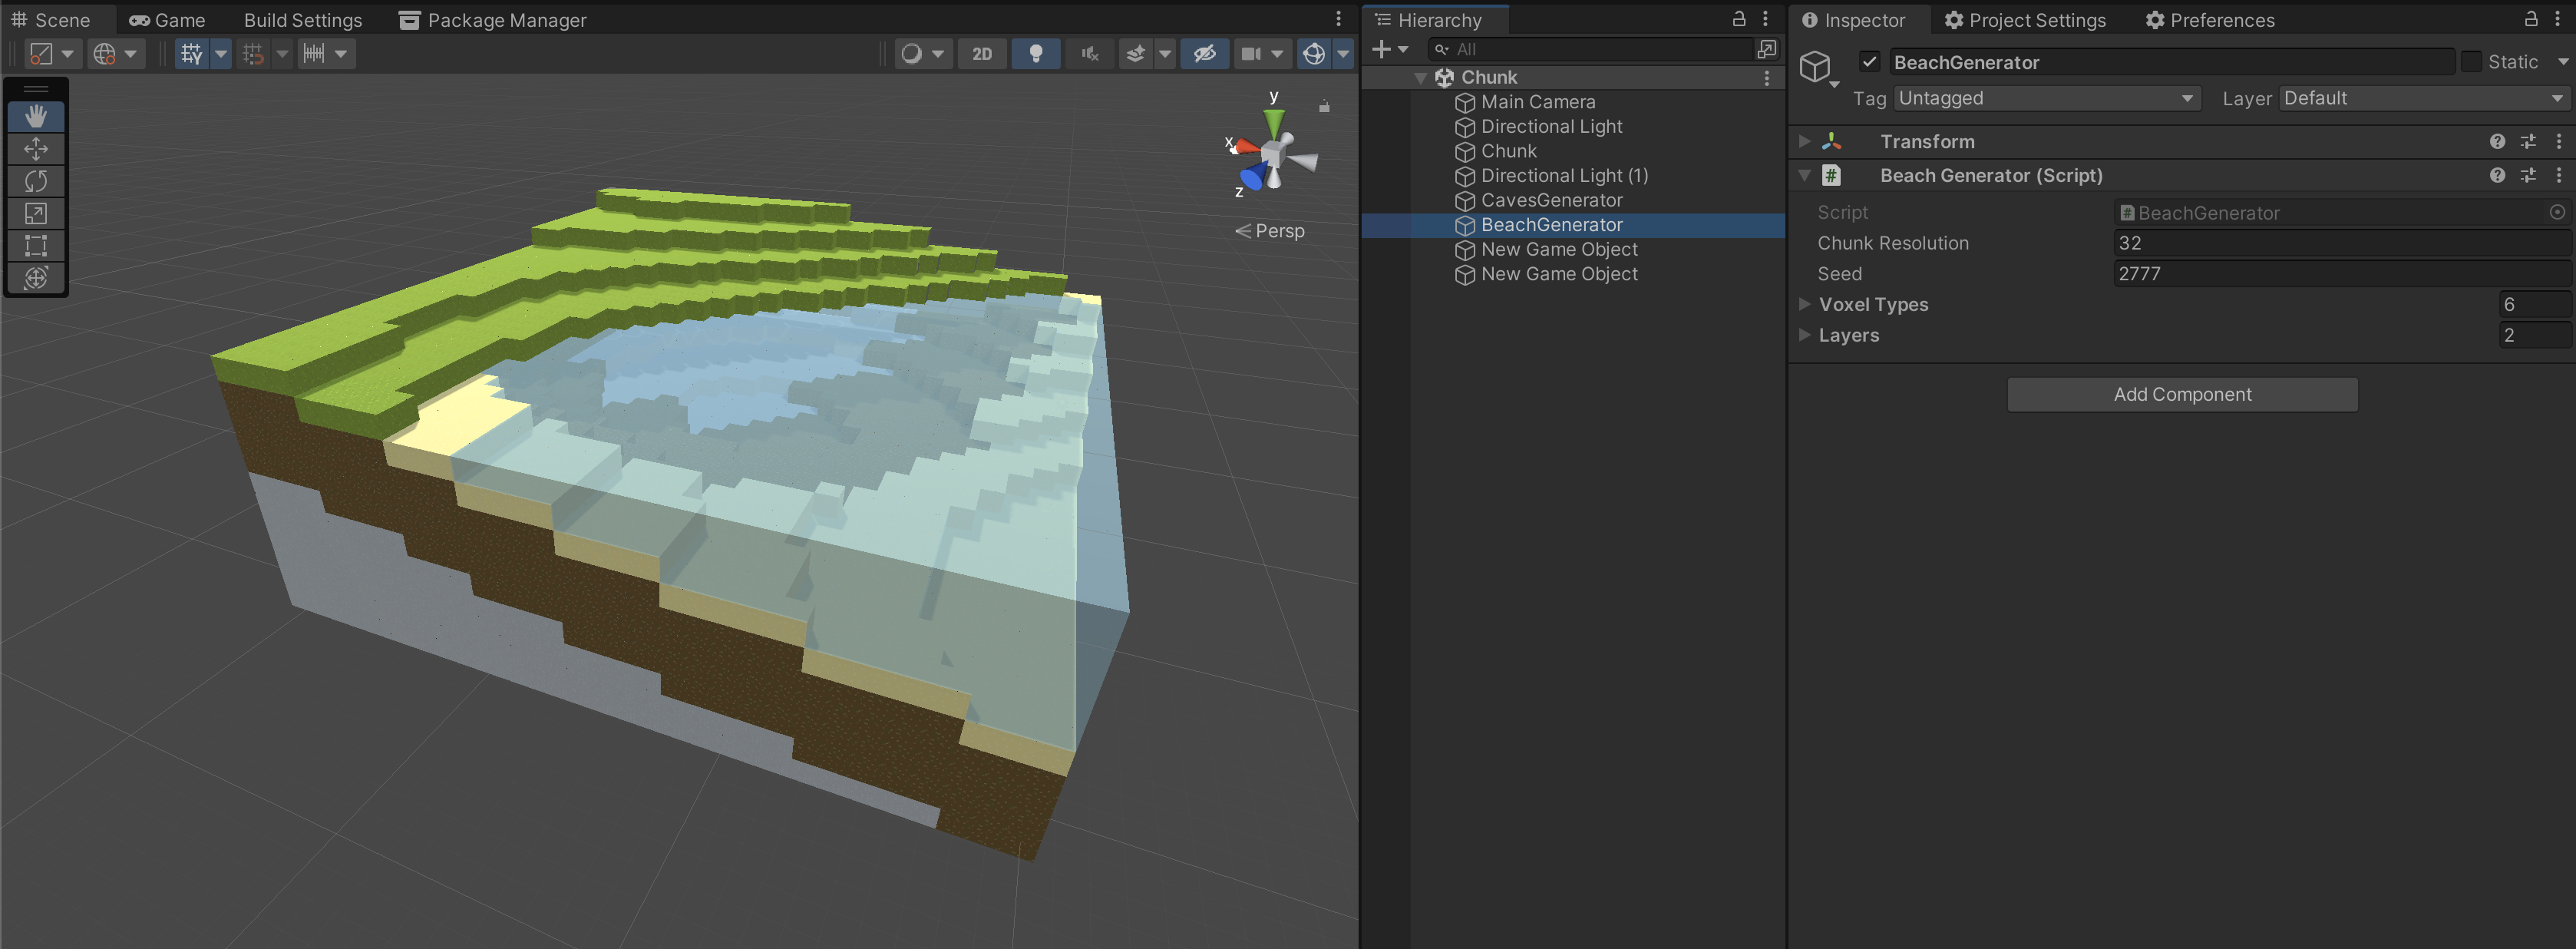 Scene Game Build Settings Package Manager
2D
y
x
z
Persp
Hierarchy
All
Chunk
Main Camera
Directional Light
Chunk
Directional Light (1)
CavesGenerator
BeachGenerator
New Game Object
New Game Object
Inspector Project Settings Preferences
BeachGenerator Static
Tag Untagged Layer Default
Transform
# Beach Generator (Script)
Script # BeachGenerator
Chunk Resolution 32
Seed 2777
Voxel Types 6
Layers 2
Add Component